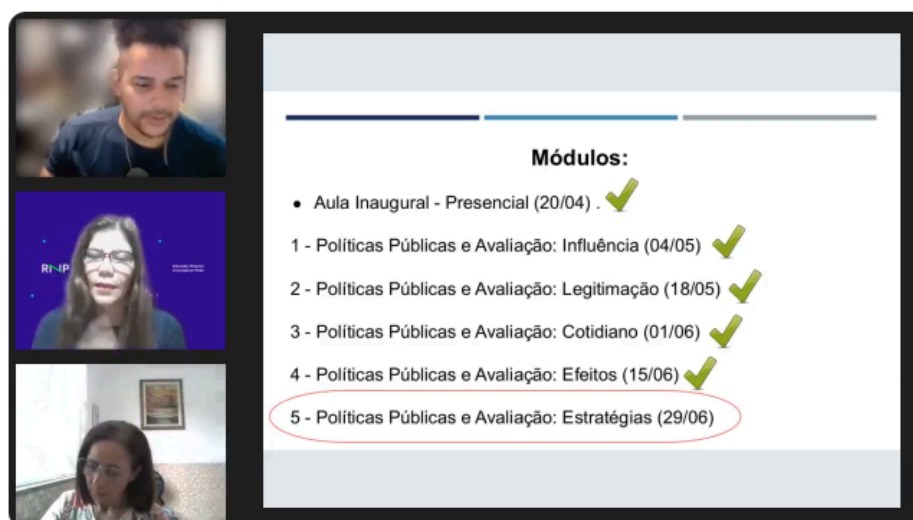 Módulos:
• Aula Inaugural - Presencial (20/04) .
1 - Políticas Públicas e Avaliação: Influência (04/05)
2 - Políticas Públicas e Avaliação: Legitimação (18/05)
3 - Políticas Públicas e Avaliação: Cotidiano (01/06)
4 - Políticas Públicas e Avaliação: Efeitos (15/06)
5 - Políticas Públicas e Avaliação: Estratégias (29/06)